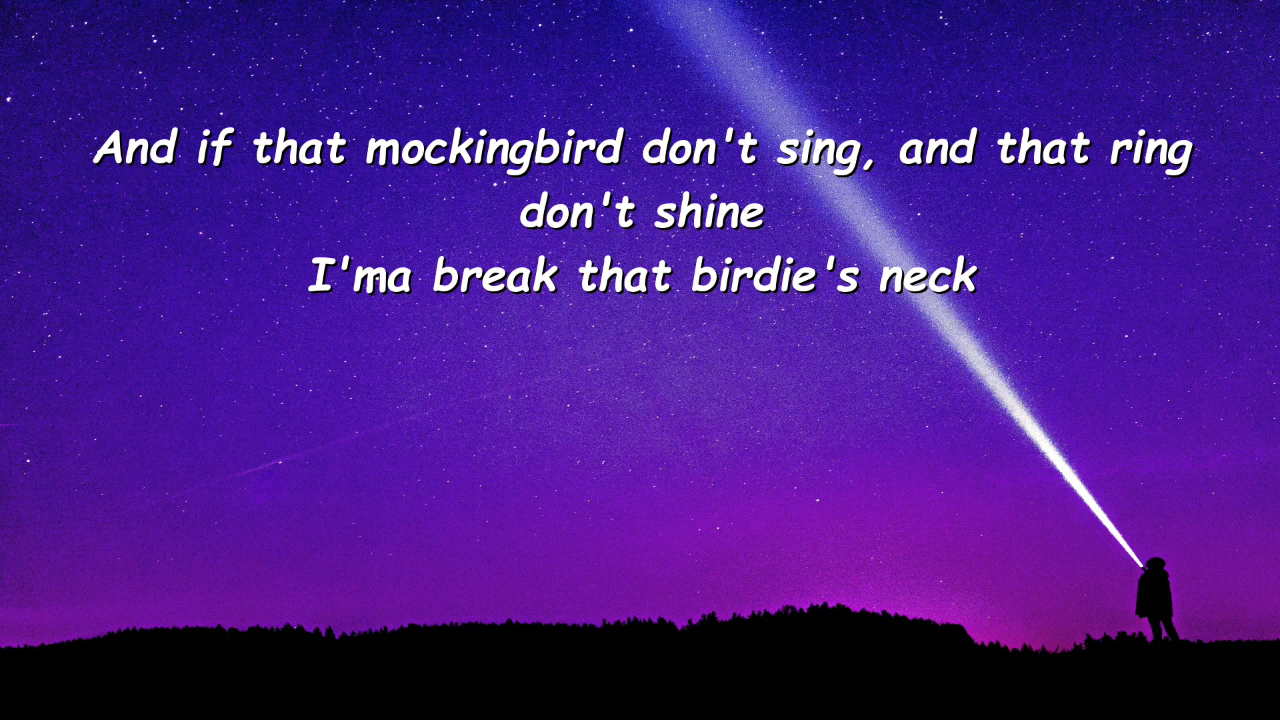 And if that mockingbird don't sing, and that ring
don't shine
I'ma break that birdie's neck